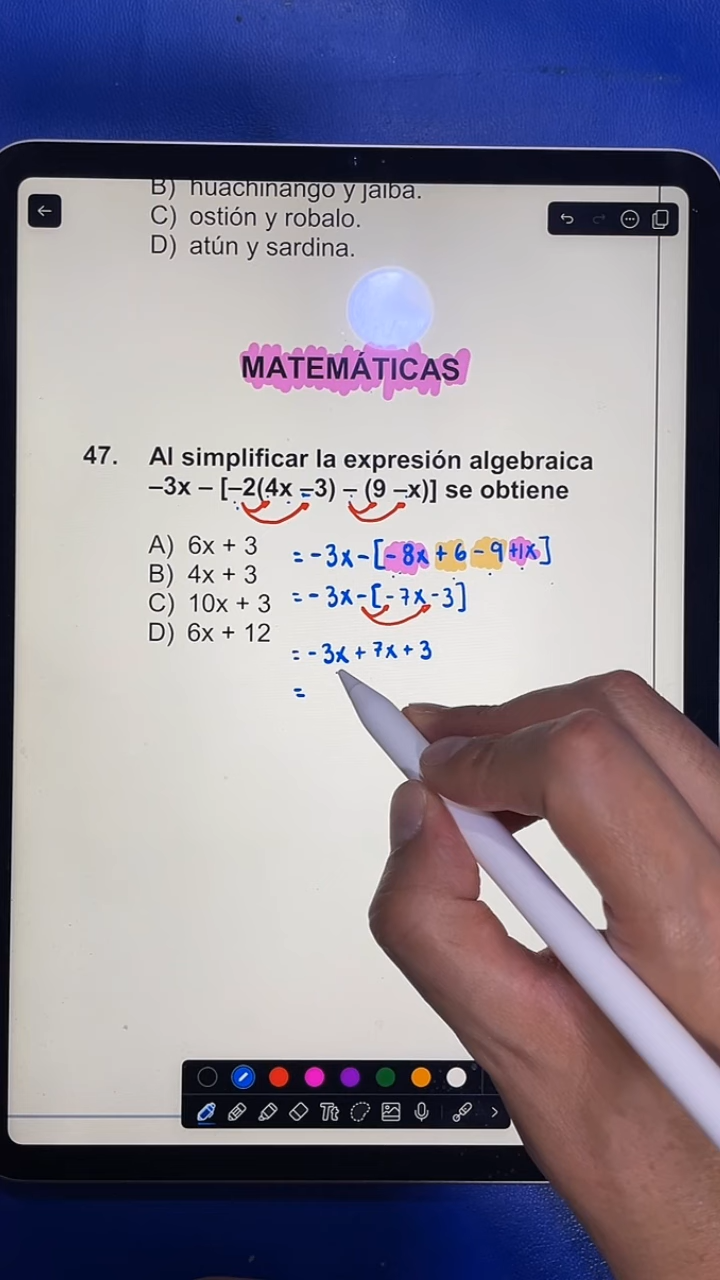 B) huachinango y jaiba.
C) ostión y robalo.
D) atún y sardina.
MATEMÁTICAS
47. Al simplificar la expresión algebraica
–3x – [–2(4x – 3) – (9 – x)] se obtiene
A) 6x + 3
= -3x-[-8x + 6 - 9 +1x]
B) 4x + 3
C) 10x + 3
= -3x-[-7x-3]
D) 6x + 12
= -3x + 7x + 3
=
Tt